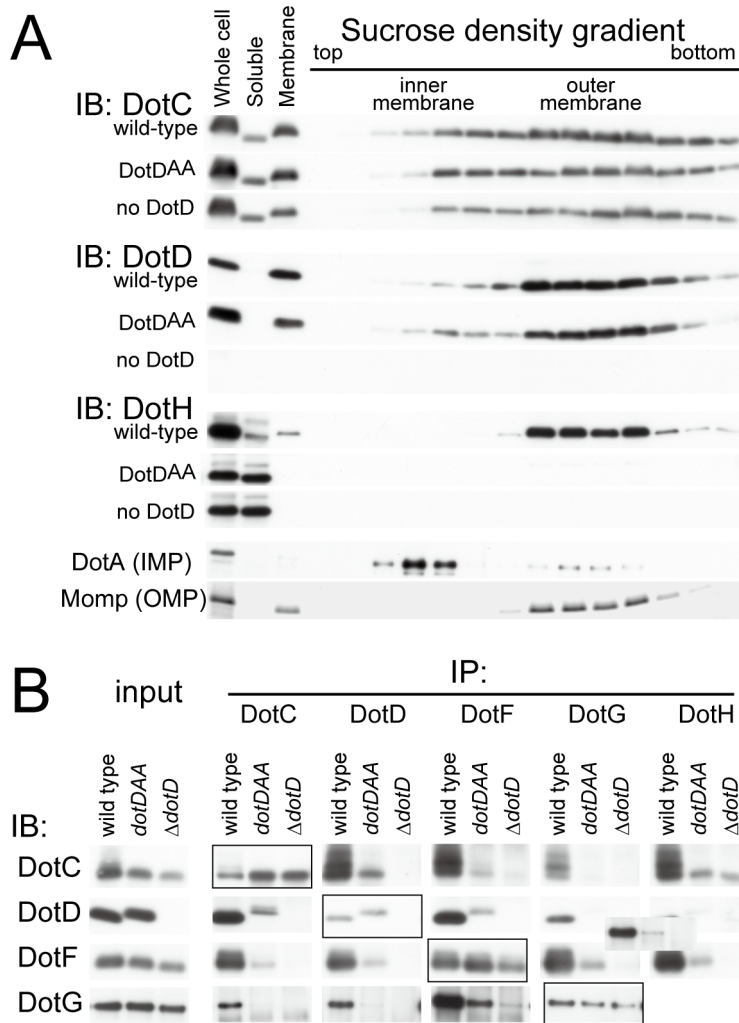 A
Sucrose density gradient
top
bottom
Whole cell
Soluble
Membrane
inner
membrane
outer
membrane
IB: DotC
wild-type
DotDAA
no DotD
IB: DotD
wild-type
DotDAA
no DotD
IB: DotH
wild-type
DotDAA
no DotD
DotA (IMP)
Momp (OMP)
B
input
IP:
DotC DotD DotF DotG DotH
wild type dotDAA ΔdotD wild type dotDAA ΔdotD wild type dotDAA ΔdotD wild type dotDAA ΔdotD wild type dotDAA ΔdotD wild type dotDAA ΔdotD
IB:
DotC
DotD
DotF
DotG